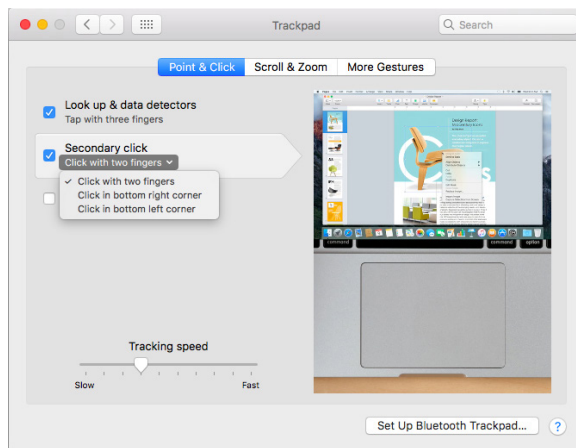 Trackpad
Search
Point & Click
Scroll & Zoom
More Gestures
Look up & data detectors
Tap with three fingers
Secondary click
Click with two fingers
✓ Click with two fingers
Click in bottom right corner
Click in bottom left corner
Tracking speed
Slow
Fast
command
command
option
Set Up Bluetooth Trackpad...
?